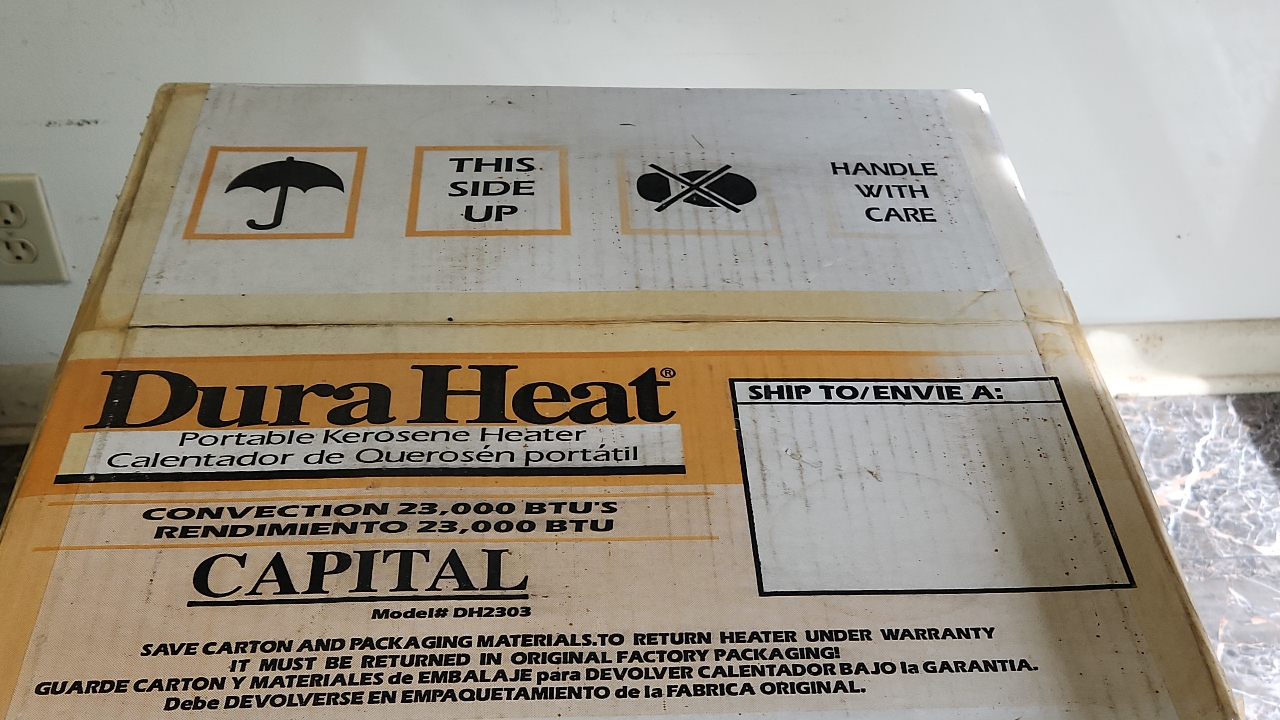 THIS
SIDE
UP
HANDLE
WITH
CARE
Dura Heat®
Portable Kerosene Heater
Calentador de Querosén portátil
SHIP TO/ENVIE A:
CONVECTION 23,000 BTU'S
RENDIMIENTO 23,000 BTU
CAPITAL
Model# DH2303
SAVE CARTON AND PACKAGING MATERIALS.TO RETURN HEATER UNDER WARRANTY
IT MUST BE RETURNED IN ORIGINAL FACTORY PACKAGING!
GUARDE CARTON Y MATERIALES de EMBALAJE para DEVOLVER CALENTADOR BAJO la GARANTIA.
Debe DEVOLVERSE EN EMPAQUETAMIENTO de la FABRICA ORIGINAL.